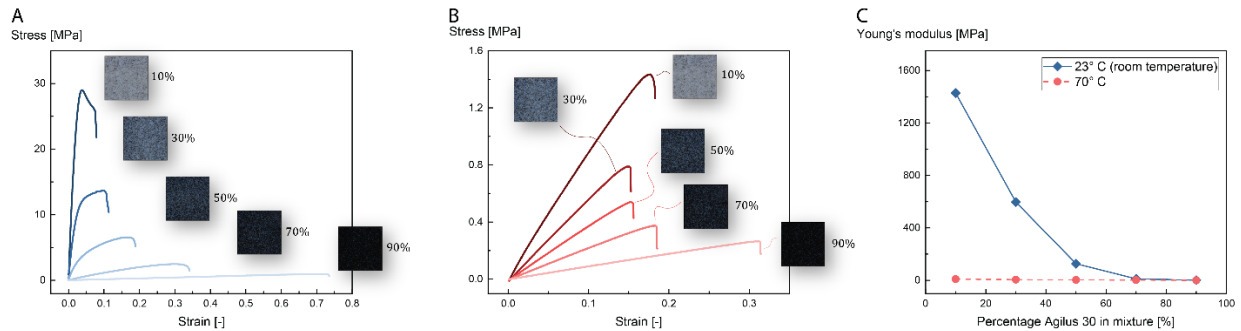 A
Stress [MPa]
30
20
10
0
0.0 0.1 0.2 0.3 0.4 0.5 0.6 0.7 0.8
Strain [-]
10%
30%
50%
70%
90%
B
Stress [MPa]
1.6
1.2
0.8
0.4
0.0
0.0 0.1 0.2 0.3
Strain [-]
10%
30%
50%
70%
90%
C
Young's modulus [MPa]
23° C (room temperature)
70° C
1600
1200
800
400
0
0 20 40 60 80 100
Percentage Agilus 30 in mixture [%]